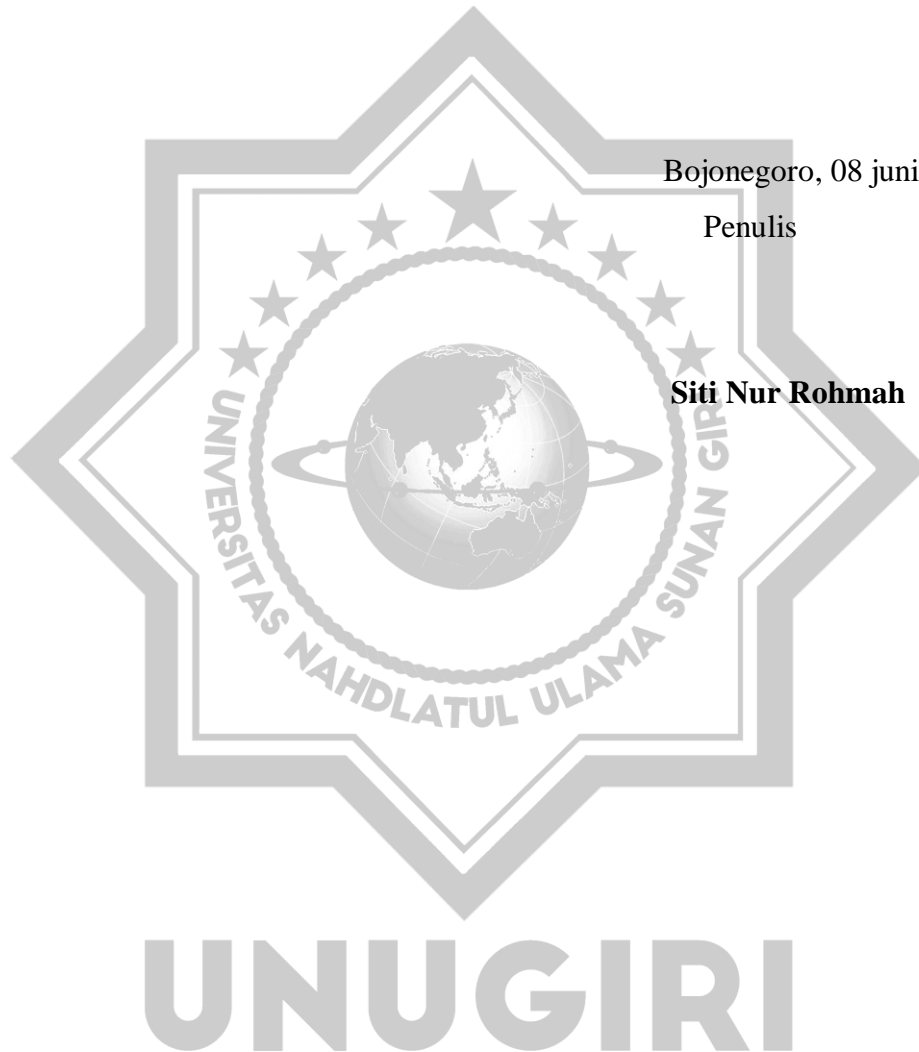 Bojonegoro, 08 juni
Penulis
Siti Nur Rohmah
UNIVERSITAS NAHDLATUL ULAMA SUNAN GIRI
UNUGIRI